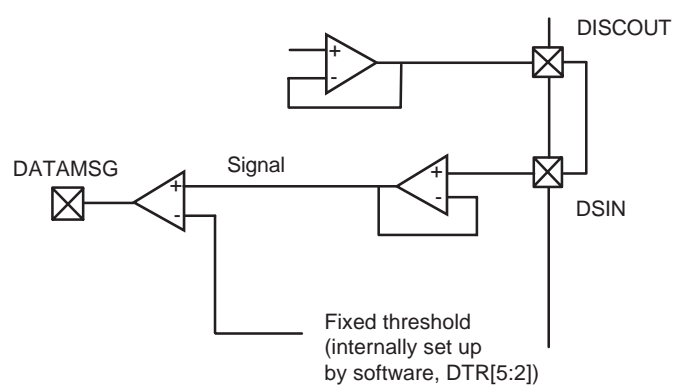 DISCOUT
+
-
DATAMSG
Signal
+
-
+
-
DSIN
Fixed threshold
(internally set up
by software, DTR[5:2])